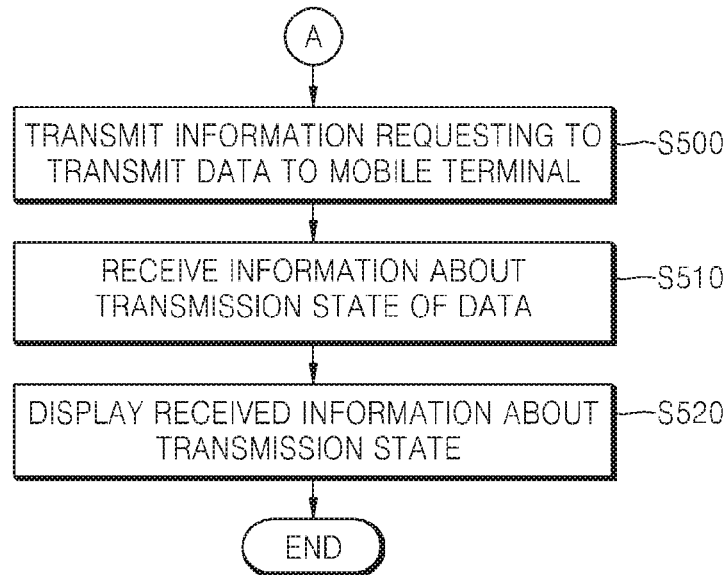 A
TRANSMIT INFORMATION REQUESTING TO
TRANSMIT DATA TO MOBILE TERMINAL
S500
RECEIVE INFORMATION ABOUT
TRANSMISSION STATE OF DATA
S510
DISPLAY RECEIVED INFORMATION ABOUT
TRANSMISSION STATE
S520
END